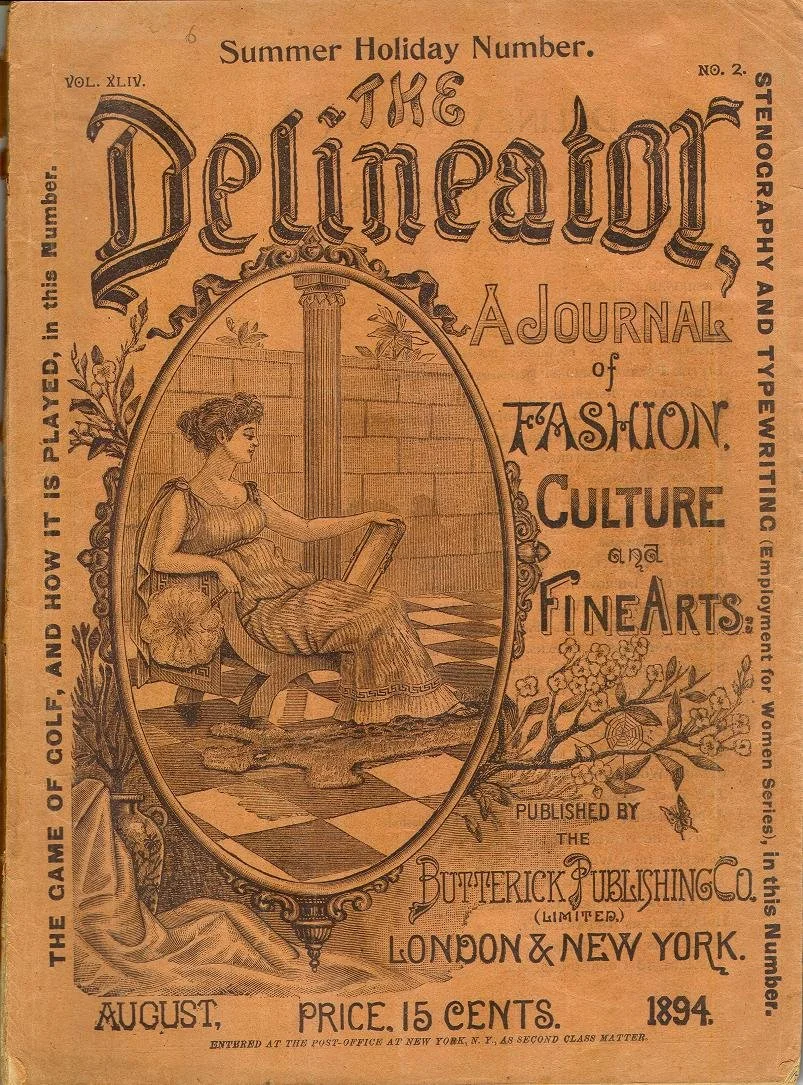 6
Summer Holiday Number.
VOL. XLIV.
NO. 2.
THE
Delineator,
A JOURNAL
of
FASHION,
CULTURE
and
FINE ARTS.
THE GAME OF GOLF, AND HOW IT IS PLAYED, in this Number.
STENOGRAPHY AND TYPEWRITING (Employment for Women Series), in this Number.
PUBLISHED BY
THE
BUTTERICK PUBLISHING CO.
(LIMITED.)
LONDON & NEW YORK.
AUGUST, PRICE, 15 CENTS. 1894.
ENTERED AT THE POST-OFFICE AT NEW YORK, N. Y., AS SECOND CLASS MATTER.